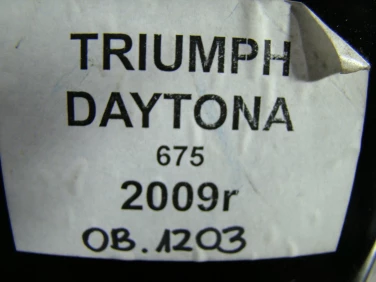 TRIUMPH
DAYTONA
675
2009r
OB.1203